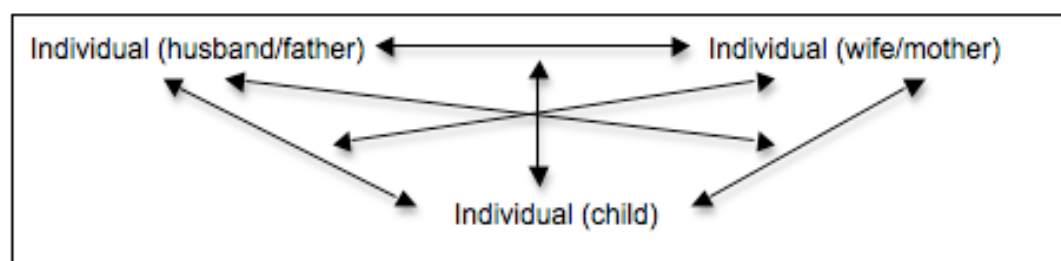 Individual (husband/father)
Individual (wife/mother)
Individual (child)